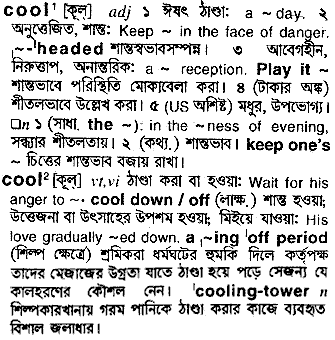 cool¹ [কূল্] adj ১ ঈষৎ ঠাণ্ডা: a ~ day. ২
অনুত্তেজিত, শান্ত: Keep ~ in the face of danger.
,~-ˈheaded শান্তস্বভাবসম্পন্ন। ৩ আবেগহীন,
নিরুত্তাপ, অনান্তরিক: a ~ reception. Play it ~
শান্তভাবে পরিস্থিতি মোকাবেলা করা। ৪ (টাকার অঙ্ক)
শীতলভাবে উল্লেখ করা। ৫ (US অশিষ্ট) মধুর, উপভোগ্য।
□n ১ (সাধা. the ~): in the ~ness of evening,
সন্ধ্যার শীতলতায়। ২ (কথ্য.) শান্তভাব। keep one's
~ চিত্তের শান্তভাব বজায় রাখা।
cool² [কূল্] vt,vi ঠাণ্ডা করা বা হওয়া: Wait for his
anger to ~. cool down / off (লাক্ষ.) শান্ত হওয়া;
উত্তেজনা বা উৎসাহের উপশম হওয়া; মিইয়ে যাওয়া: His
love gradually ~ed down. a ,~ing ˈoff period
(শিল্প ক্ষেত্রে) শ্রমিকরা ধর্মঘটের হুমকি দিলে কর্তৃপক্ষ
তাদের মেজাজের উগ্রতা যাতে ঠাণ্ডা হয়ে পড়ে সেজন্য যে
কালহরণের কৌশল নেন। ˈcooling-tower n
শিল্পকারখানায় গরম পানিকে ঠাণ্ডা করার কাজে ব্যবহৃত
বিশাল জলাধার।